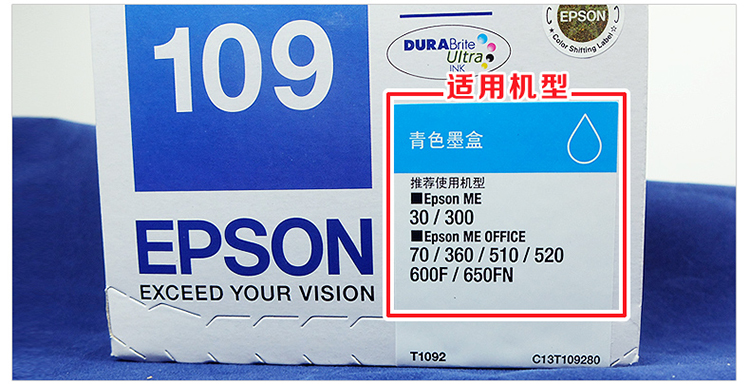 109
DURABrite
Ultra
INK
EPSON
Color Shifting Label
适用机型
青色墨盒
推荐使用机型
■Epson ME
30 / 300
■Epson ME OFFICE
70 / 360 / 510 / 520
600F / 650FN
EPSON
EXCEED YOUR VISION
T1092
C13T109280